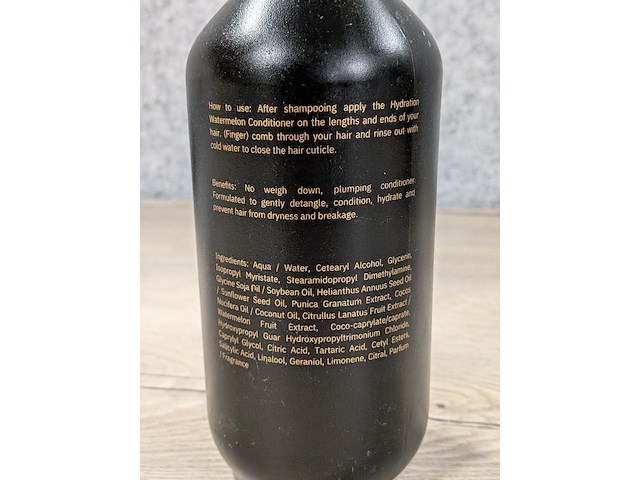 How to use: After shampooing apply the Hydration
Watermelon Conditioner on the lengths and ends of your
hair. (Finger) comb through your hair and rinse out with
cold water to close the hair cuticle.
Benefits: No weigh down, plumping conditioner.
Formulated to gently detangle, condition, hydrate and
prevent hair from dryness and breakage.
Ingredients: Aqua / Water, Cetearyl Alcohol, Glycerin,
Isopropyl Myristate, Stearamidopropyl Dimethylamine,
Glycine Soja Oil / Soybean Oil, Helianthus Annuus Seed Oil
/ Sunflower Seed Oil, Punica Granatum Extract, Cocos
Nucifera Oil / Coconut Oil, Citrullus Lanatus Fruit Extract /
Watermelon Fruit Extract, Coco-caprylate/caprate,
Hydroxypropyl Guar Hydroxypropyltrimonium Chloride,
Caprylyl Glycol, Citric Acid, Tartaric Acid, Cetyl Esters,
Salicylic Acid, Linalool, Geraniol, Limonene, Citral, Parfum
/ Fragrance